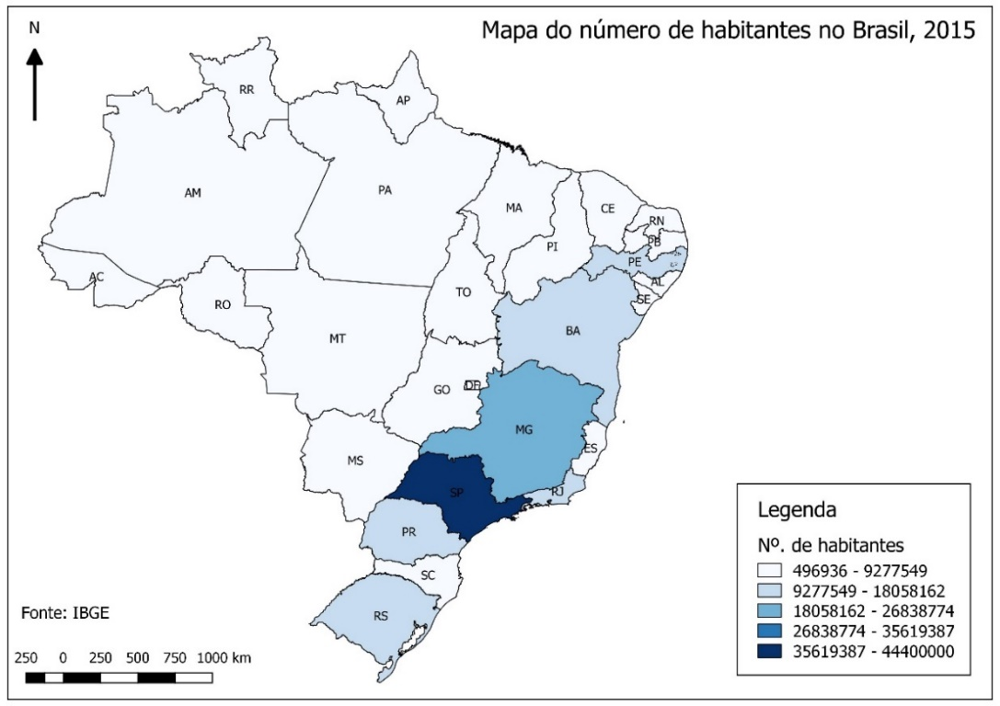 N
Mapa do número de habitantes no Brasil, 2015
RR
AP
AM
PA
MA
CE
RN
PB
PI
PE
AL
SE
AC
TO
RO
BA
MT
DF
GO
MG
ES
MS
SP
RJ
PR
SC
RS
Legenda
Nº. de habitantes
496936 - 9277549
9277549 - 18058162
18058162 - 26838774
26838774 - 35619387
35619387 - 44400000
Fonte: IBGE
250 0 250 500 750 1000 km